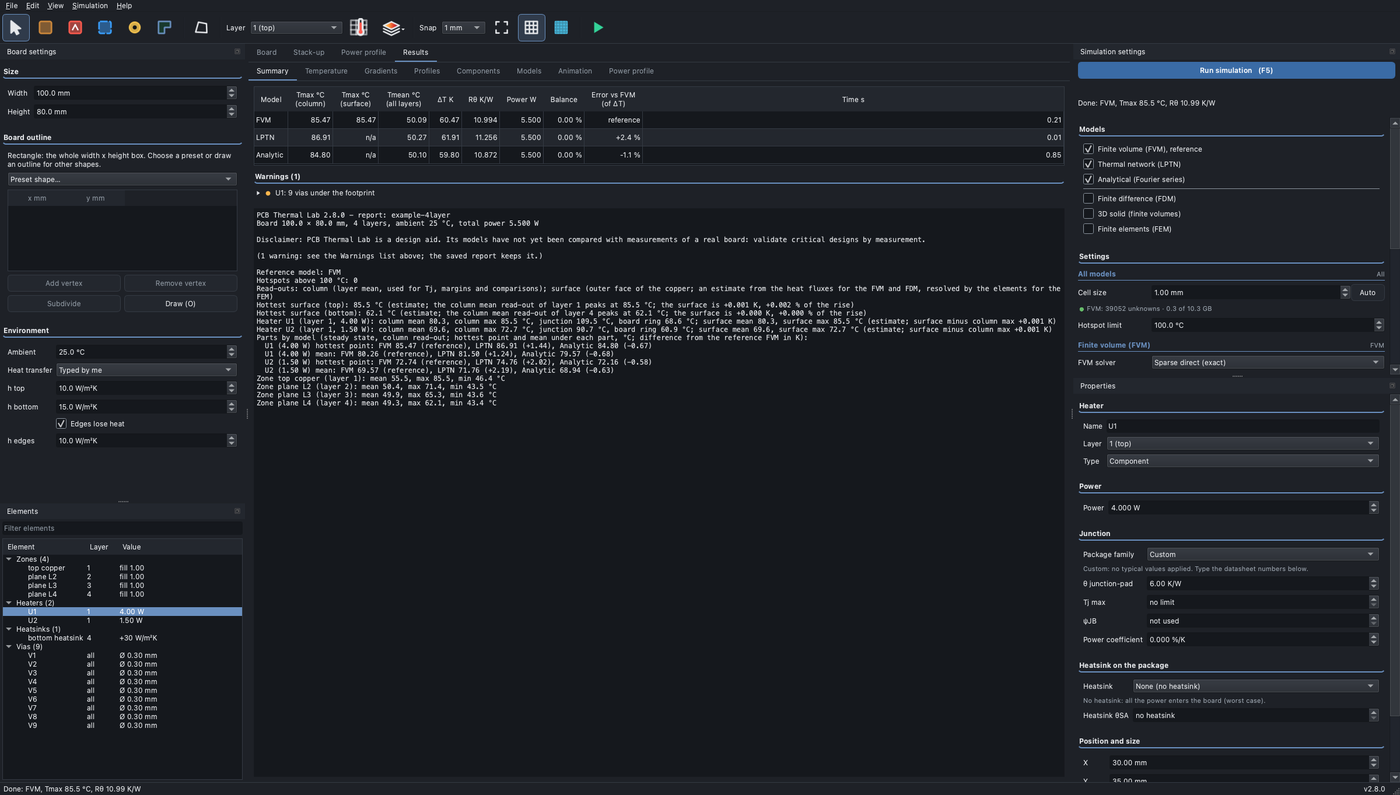 File Edit View Simulation Help
Layer 1 (top) Snap 1 mm
Board settings
Size
Width 100.0 mm
Height 80.0 mm
Board outline
Rectangle: the whole width x height box. Choose a preset or draw
an outline for other shapes.
Preset shape...
x mm y mm
Add vertex Remove vertex
Subdivide Draw (O)
Environment
Ambient 25.0 °C
Heat transfer Typed by me
h top 10.0 W/m²K
h bottom 15.0 W/m²K
Edges lose heat
h edges 10.0 W/m²K
Elements
Filter elements
Element Layer Value
Zones (4)
top copper 1 fill 1.00
plane L2 2 fill 1.00
plane L3 3 fill 1.00
plane L4 4 fill 1.00
Heaters (2)
U1 1 4.00 W
U2 1 1.50 W
Heatsinks (1)
bottom heatsink 4 +30 W/m²K
Vias (9)
V1 all Ø 0.30 mm
V2 all Ø 0.30 mm
V3 all Ø 0.30 mm
V4 all Ø 0.30 mm
V5 all Ø 0.30 mm
V6 all Ø 0.30 mm
V7 all Ø 0.30 mm
V8 all Ø 0.30 mm
V9 all Ø 0.30 mm
Board Stack-up Power profile Results
Summary Temperature Gradients Profiles Components Models Animation Power profile
Model Tmax °C (column) Tmax °C (surface) Tmean °C (all layers) ΔT K Rθ K/W Power W Balance Error vs FVM (of ΔT) Time s
FVM 85.47 85.47 50.09 60.47 10.994 5.500 0.00 % reference 0.21
LPTN 86.91 n/a 50.27 61.91 11.256 5.500 0.00 % +2.4 % 0.01
Analytic 84.80 n/a 50.10 59.80 10.872 5.500 0.00 % -1.1 % 0.85
Warnings (1)
U1: 9 vias under the footprint
PCB Thermal Lab 2.8.0 — report: example-4layer
Board 100.0 × 80.0 mm, 4 layers, ambient 25 °C, total power 5.500 W
Disclaimer: PCB Thermal Lab is a design aid. Its models have not yet been compared with measurements of a real board: validate critical designs by measurement.
(1 warning: see the Warnings list above; the saved report keeps it.)
Reference model: FVM
Hotspots above 100 °C: 0
Read-outs: column (layer mean, used for Tj, margins and comparisons); surface (outer face of the copper; an estimate from the heat fluxes for the FVM and FDM, resolved by the elements for the
FEM)
Hottest surface (top): 85.5 °C (estimate; the column mean read-out of layer 1 peaks at 85.5 °C; the surface is +0.001 K, +0.002 % of the rise)
Hottest surface (bottom): 62.1 °C (estimate; the column mean read-out of layer 4 peaks at 62.1 °C; the surface is +0.000 K, +0.000 % of the rise)
Heater U1 (layer 1, 4.00 W): column mean 80.3, column max 85.5 °C, junction 109.5 °C, board ring 68.6 °C; surface mean 80.3, surface max 85.5 °C (estimate; surface minus column max +0.001 K)
Heater U2 (layer 1, 1.50 W): column mean 69.6, column max 72.7 °C, junction 90.7 °C, board ring 60.9 °C; surface mean 69.6, surface max 72.7 °C (estimate; surface minus column max +0.001 K)
Parts by model (steady state, column read-out; hottest point and mean under each part, °C; difference from the reference FVM in K):
U1 (4.00 W) hottest point: FVM 85.47 (reference), LPTN 86.91 (+1.44), Analytic 84.80 (-0.67)
U1 (4.00 W) mean: FVM 80.26 (reference), LPTN 81.50 (+1.24), Analytic 79.57 (-0.68)
U2 (1.50 W) hottest point: FVM 72.74 (reference), LPTN 74.76 (+2.02), Analytic 72.16 (-0.58)
U2 (1.50 W) mean: FVM 69.57 (reference), LPTN 71.76 (+2.19), Analytic 68.94 (-0.63)
Zone top copper (layer 1): mean 55.5, max 85.5, min 46.4 °C
Zone plane L2 (layer 2): mean 50.4, max 71.4, min 43.5 °C
Zone plane L3 (layer 3): mean 49.9, max 65.3, min 43.6 °C
Zone plane L4 (layer 4): mean 49.3, max 62.1, min 43.4 °C
Simulation settings
Run simulation (F5)
Done: FVM, Tmax 85.5 °C, Rθ 10.99 K/W
Models
Finite volume (FVM), reference
Thermal network (LPTN)
Analytical (Fourier series)
Finite difference (FDM)
3D solid (finite volumes)
Finite elements (FEM)
Settings
All models All
Cell size 1.00 mm Auto
FVM: 39052 unknowns · 0.3 of 10.3 GB
Hotspot limit 100.0 °C
Finite volume (FVM) FVM
FVM solver Sparse direct (exact)
Properties
Heater
Name U1
Layer 1 (top)
Type Component
Power
Power 4.000 W
Junction
Package family Custom
Custom: no typical values applied. Type the datasheet numbers below.
θ junction-pad 6.00 K/W
Tj max no limit
ψJB not used
Power coefficient 0.000 %/K
Heatsink on the package
Heatsink None (no heatsink)
No heatsink: all the power enters the board (worst case).
Heatsink θSA no heatsink
Position and size
X 30.00 mm
Y 35.00 mm
Done: FVM, Tmax 85.5 °C, Rθ 10.99 K/W
v2.8.0